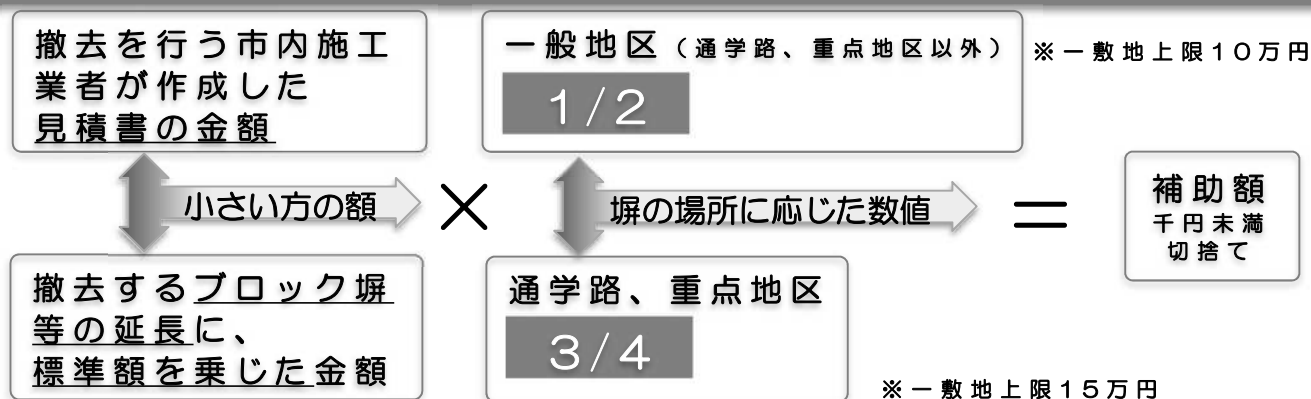 撤去を行う市内施工
業者が作成した
見積書の金額
一般地区（通学路、重点地区以外）
1/2
※一敷地上限10万円
小さい方の額
×
塀の場所に応じた数値
＝
補助額
千円未満
切捨て
撤去するブロック塀
等の延長に、
標準額を乗じた金額
通学路、重点地区
3/4
※一敷地上限15万円